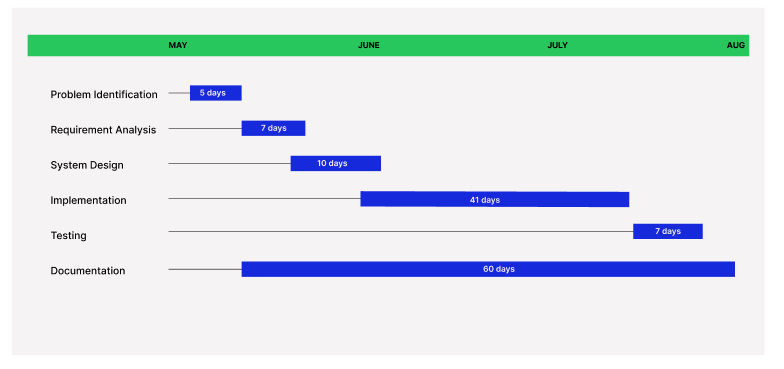 MAY JUNE JULY AUG
Problem Identification 5 days
Requirement Analysis 7 days
System Design 10 days
Implementation 41 days
Testing 7 days
Documentation 60 days